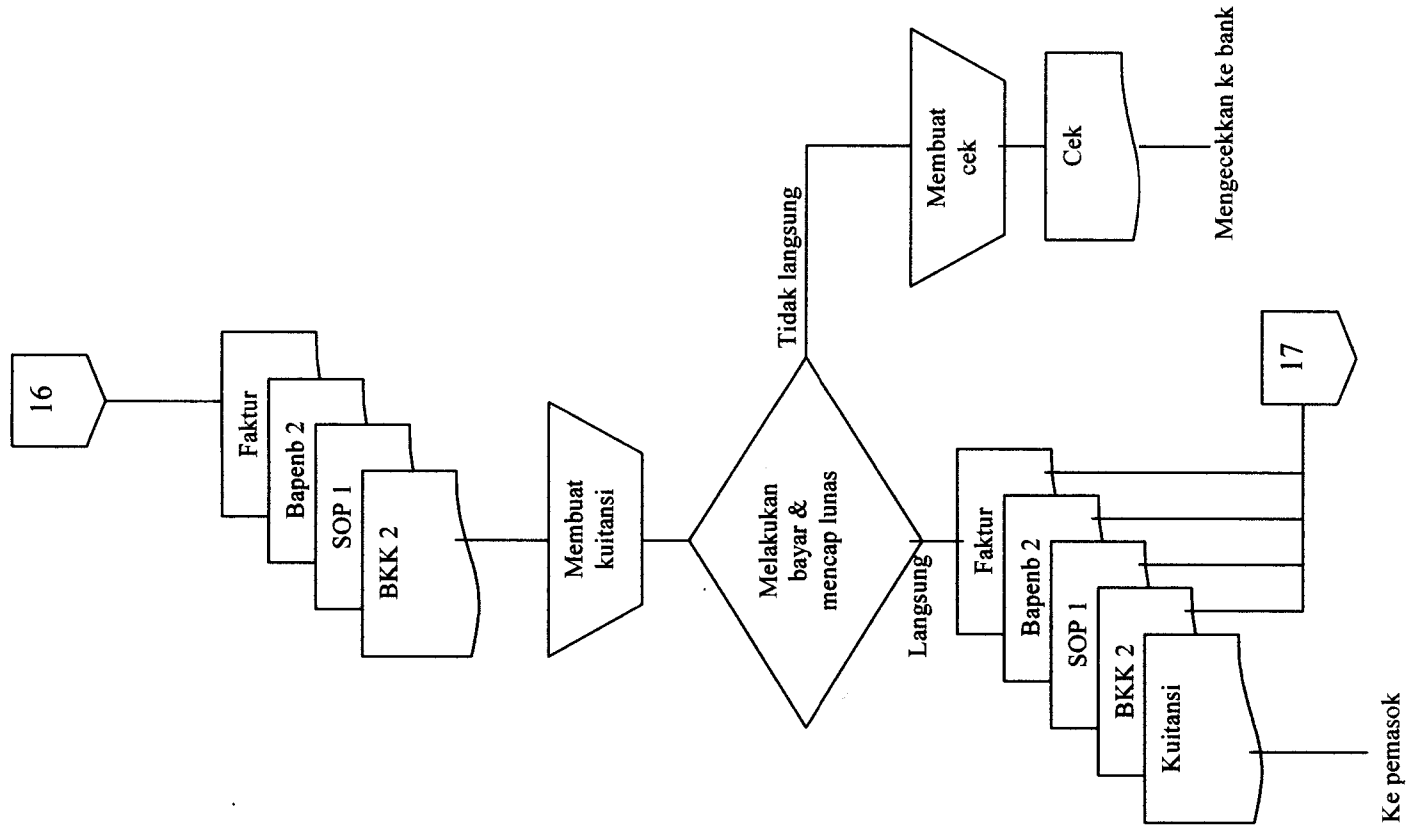 16
Faktur
Bapenb 2
SOP 1
BKK 2
Membuat
kuitansi
Melakukan
bayar &
mencap lunas
Tidak langsung
Membuat
cek
Cek
Mengecekkan ke bank
Langsung
Faktur
Bapenb 2
SOP 1
BKK 2
Kuitansi
17
Ke pemasok